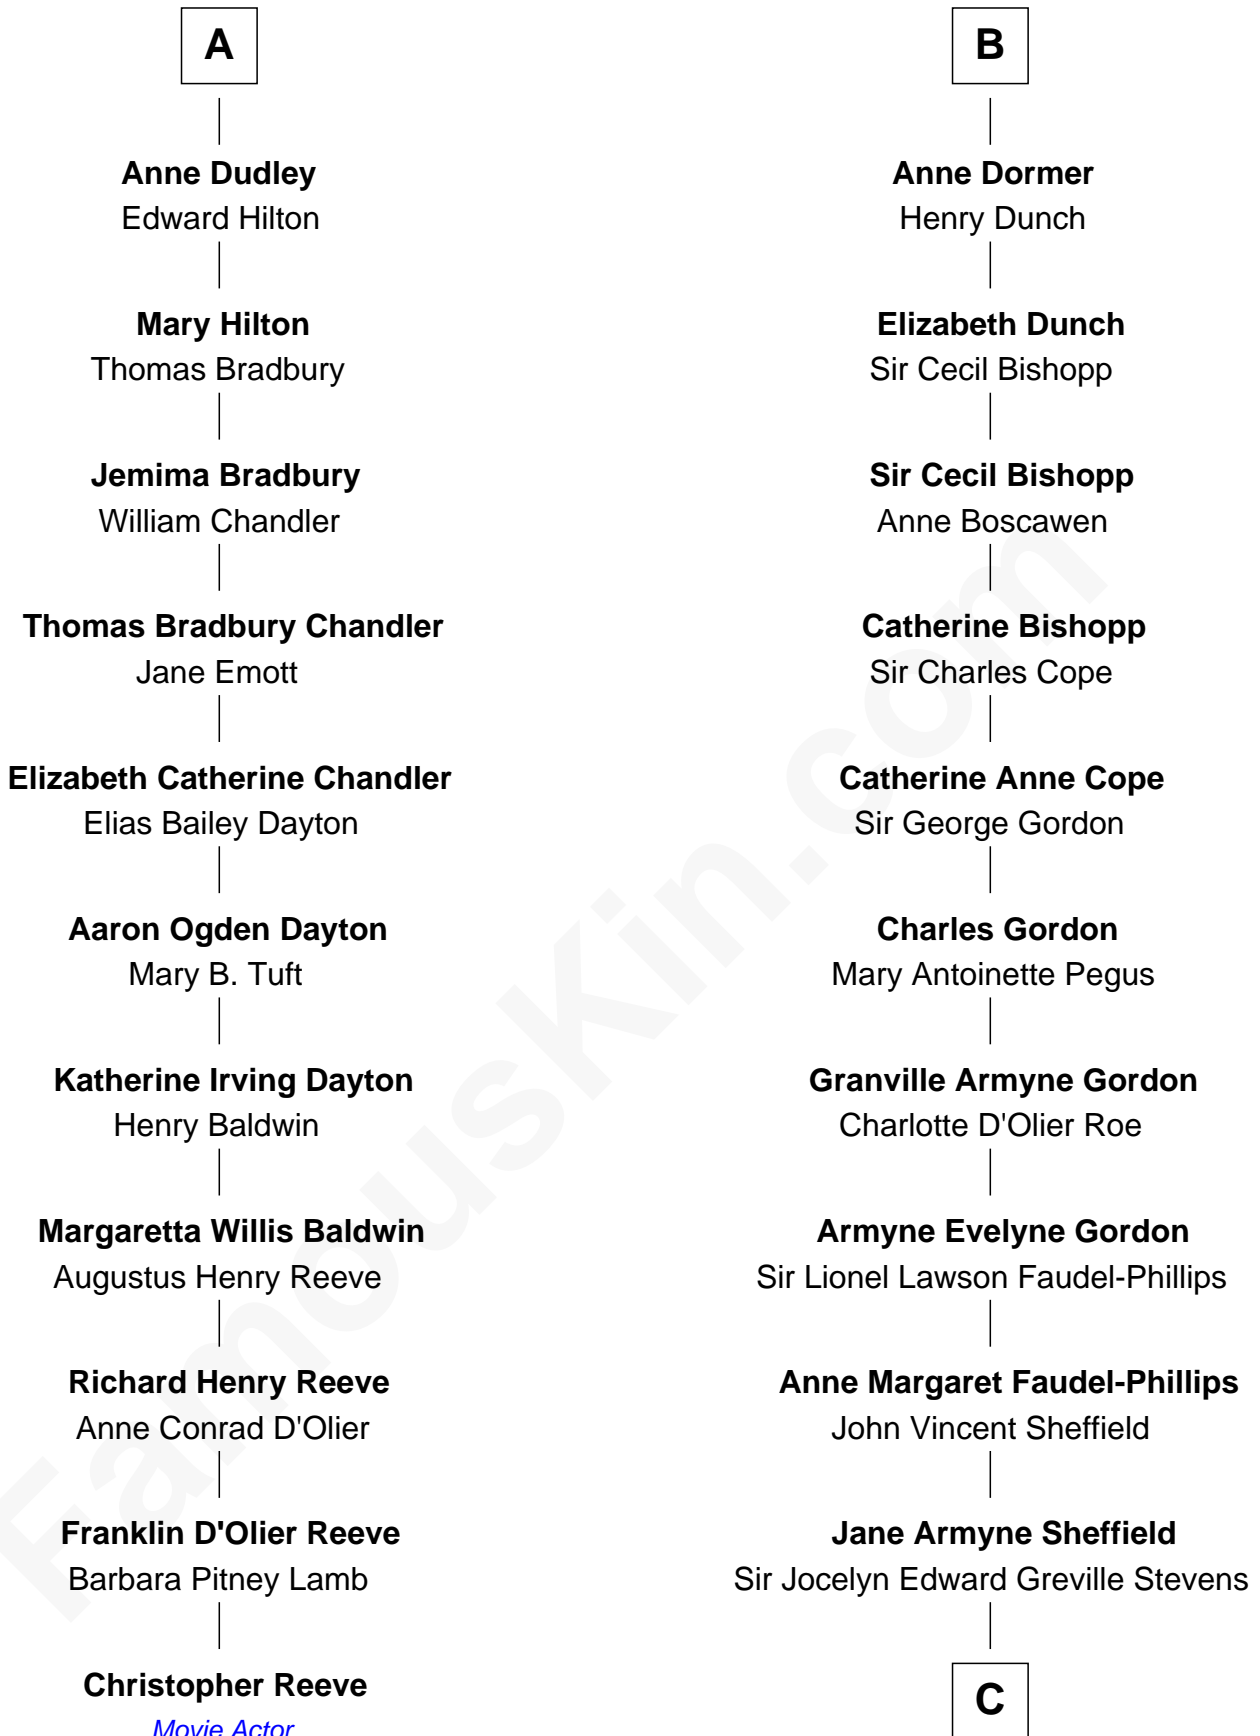 A
Anne Dudley
Edward Hilton
Mary Hilton
Thomas Bradbury
Jemima Bradbury
William Chandler
Thomas Bradbury Chandler
Jane Emott
Elizabeth Catherine Chandler
Elias Bailey Dayton
Aaron Ogden Dayton
Mary B. Tuft
Katherine Irving Dayton
Henry Baldwin
Margaretta Willis Baldwin
Augustus Henry Reeve
Richard Henry Reeve
Anne Conrad D'Olier
Franklin D'Olier Reeve
Barbara Pitney Lamb
Christopher Reeve
Movie Actor
B
Anne Dormer
Henry Dunch
Elizabeth Dunch
Sir Cecil Bishopp
Sir Cecil Bishopp
Anne Boscawen
Catherine Bishopp
Sir Charles Cope
Catherine Anne Cope
Sir George Gordon
Charles Gordon
Mary Antoinette Pegus
Granville Armyne Gordon
Charlotte D'Olier Roe
Armyne Evelyne Gordon
Sir Lionel Lawson Faudel-Phillips
Anne Margaret Faudel-Phillips
John Vincent Sheffield
Jane Armyne Sheffield
Sir Jocelyn Edward Greville Stevens
C
FamousKin.com